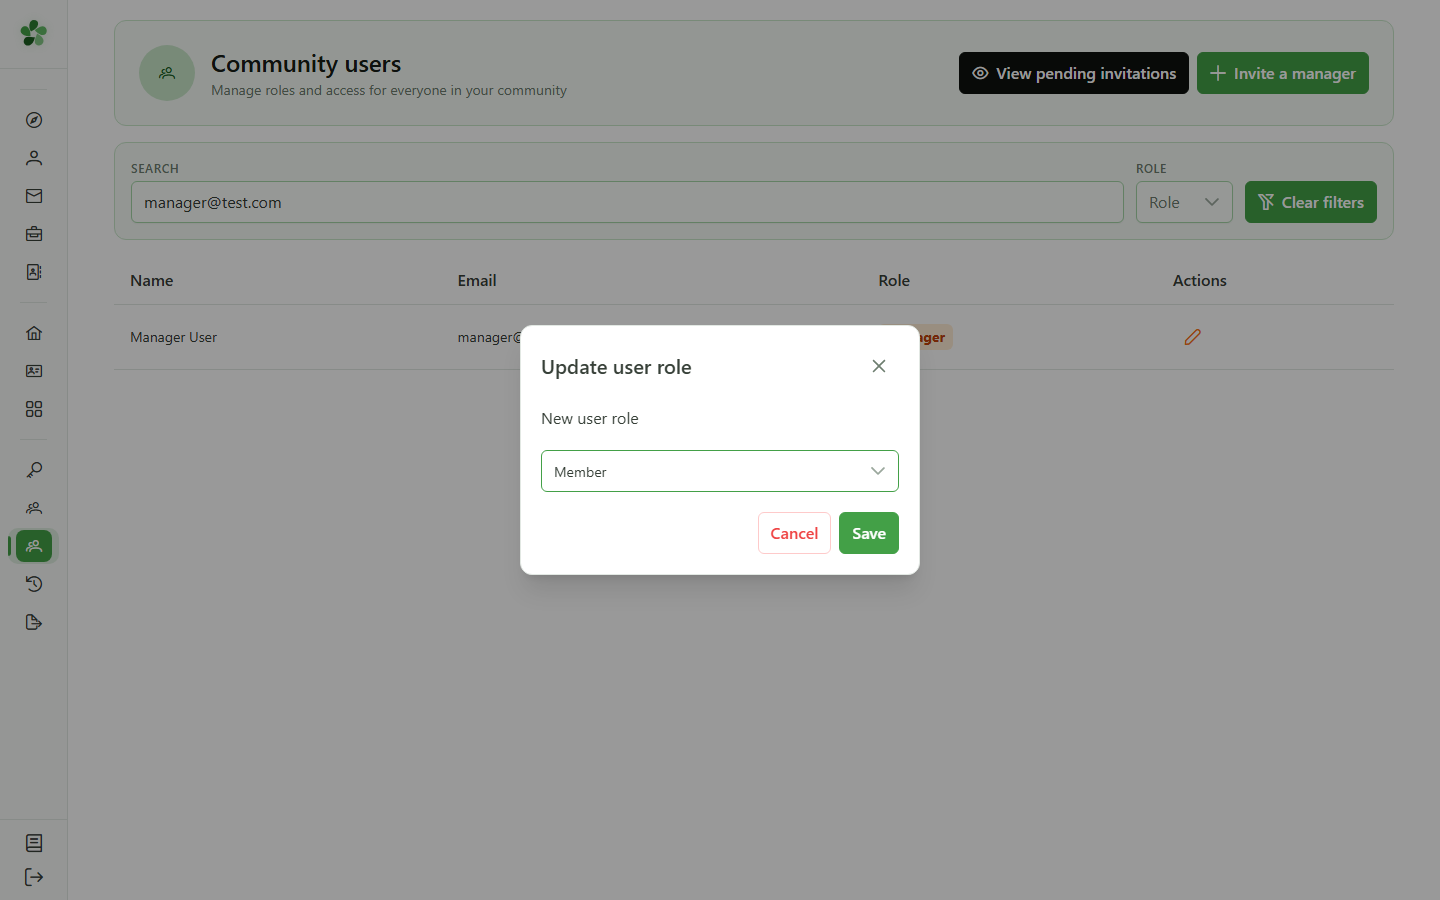 Community users
Manage roles and access for everyone in your community
View pending invitations
Invite a manager
SEARCH
ROLE
manager@test.com
Role
Clear filters
Name Email Role Actions
Manager User
Update user role
New user role
Member
Cancel
Save